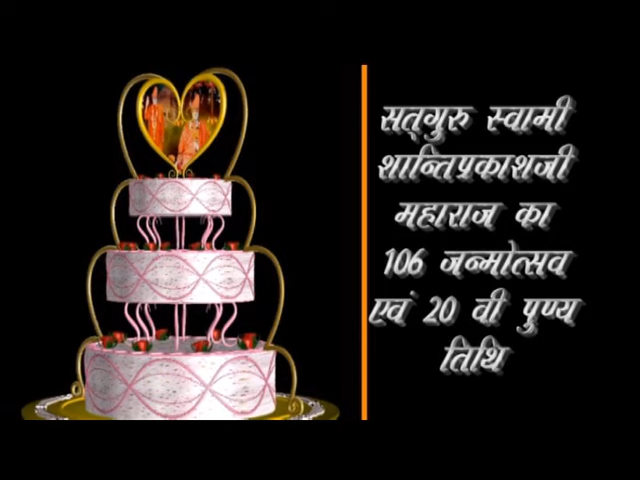 सत्गुरु स्वामी
शान्तिप्रकाशजी
महाराज का
106 जन्मोत्सव
एवं 20 वी पुण्य
तिथि